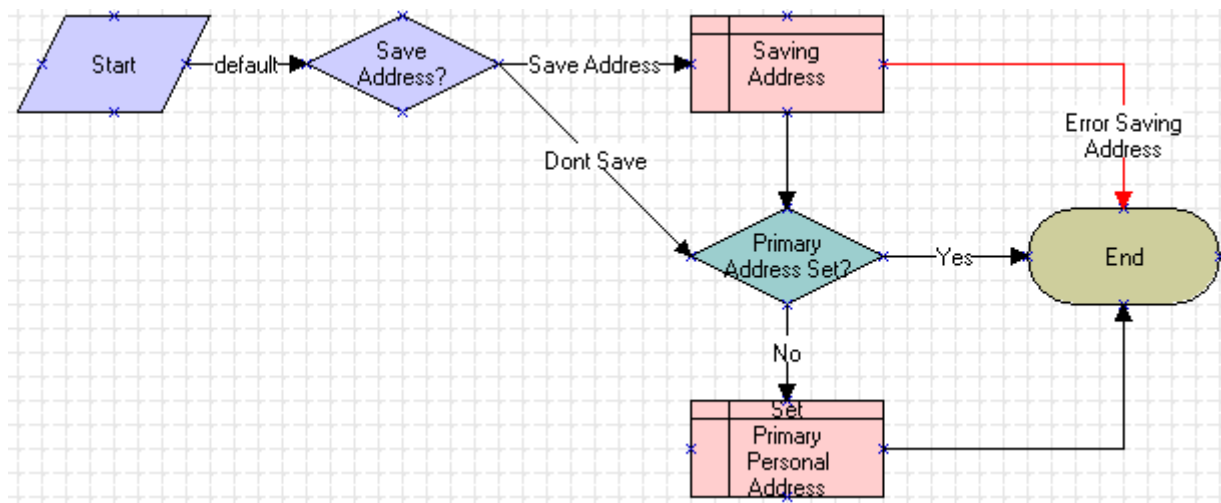 Start
default
Save
Address?
Save Address
Saving
Address
Error Saving
Address
Dont Save
Primary
Address Set?
Yes
End
No
Set
Primary
Personal
Address